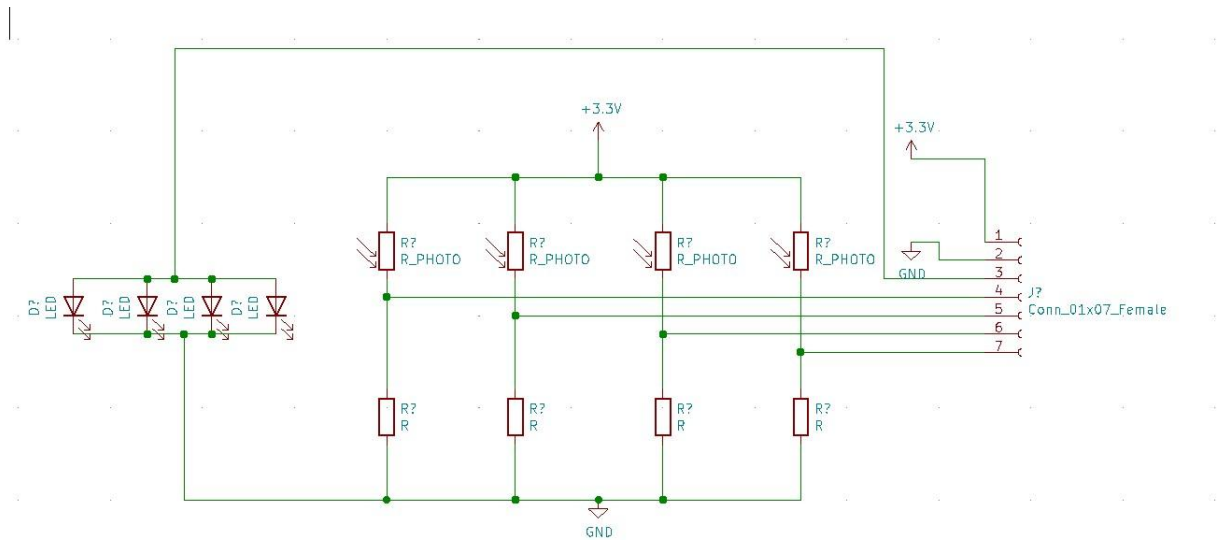 +3.3V
+3.3V
R?
R_PHOTO
R?
R_PHOTO
R?
R_PHOTO
R?
R_PHOTO
1
2
3
4
5
6
7
GND
J?
Conn_01x07_Female
D?
LED
D?
LED
D?
LED
D?
LED
R?
R
R?
R
R?
R
R?
R
GND